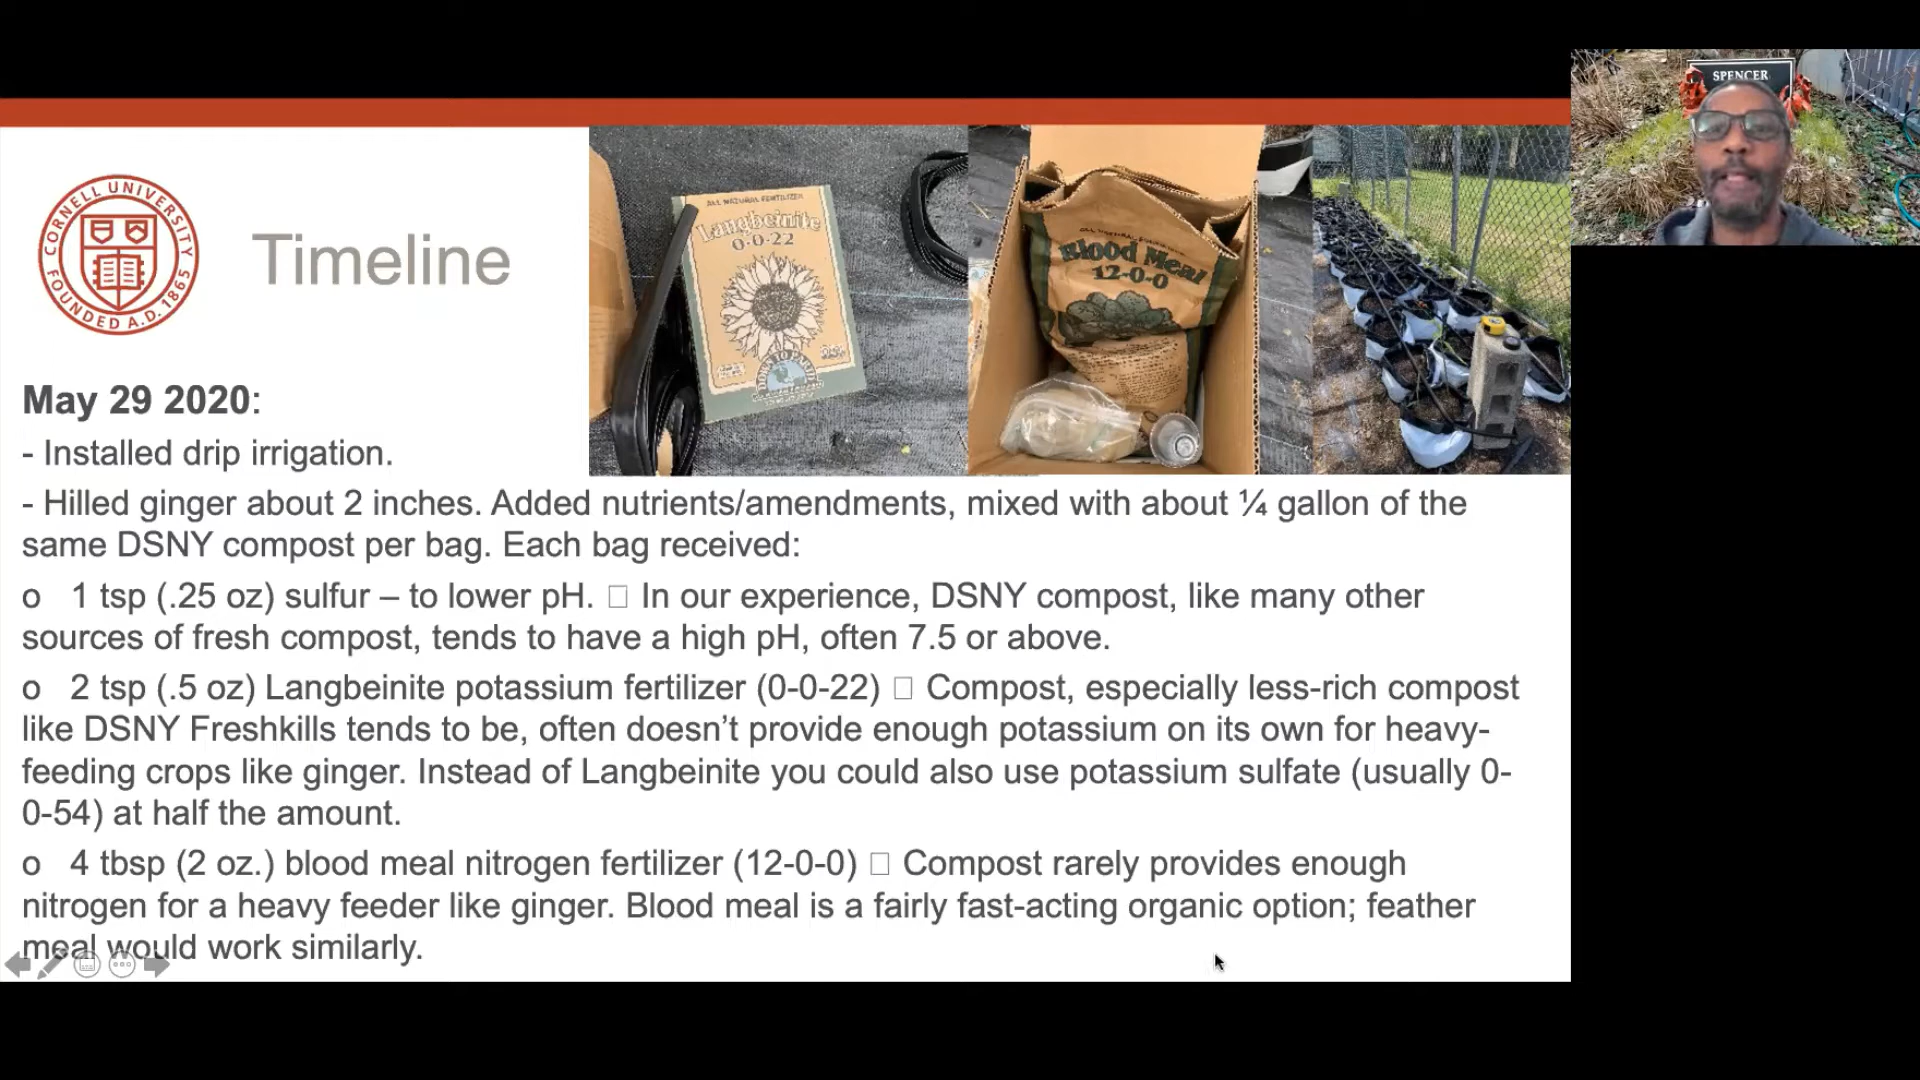 SPENCER
CORNELL UNIVERSITY
FOUNDED A.D. 1865
Timeline
ALL NATURAL FERTILIZER
Langbeinite
0-0-22
DOWN TO EARTH
Blood Meal
12-0-0
May 29 2020:
- Installed drip irrigation.
- Hilled ginger about 2 inches. Added nutrients/amendments, mixed with about ¼ gallon of the
same DSNY compost per bag. Each bag received:
o 1 tsp (.25 oz) sulfur – to lower pH. □ In our experience, DSNY compost, like many other
sources of fresh compost, tends to have a high pH, often 7.5 or above.
o 2 tsp (.5 oz) Langbeinite potassium fertilizer (0-0-22) □ Compost, especially less-rich compost
like DSNY Freshkills tends to be, often doesn’t provide enough potassium on its own for heavy-
feeding crops like ginger. Instead of Langbeinite you could also use potassium sulfate (usually 0-
0-54) at half the amount.
o 4 tbsp (2 oz.) blood meal nitrogen fertilizer (12-0-0) □ Compost rarely provides enough
nitrogen for a heavy feeder like ginger. Blood meal is a fairly fast-acting organic option; feather
meal would work similarly.